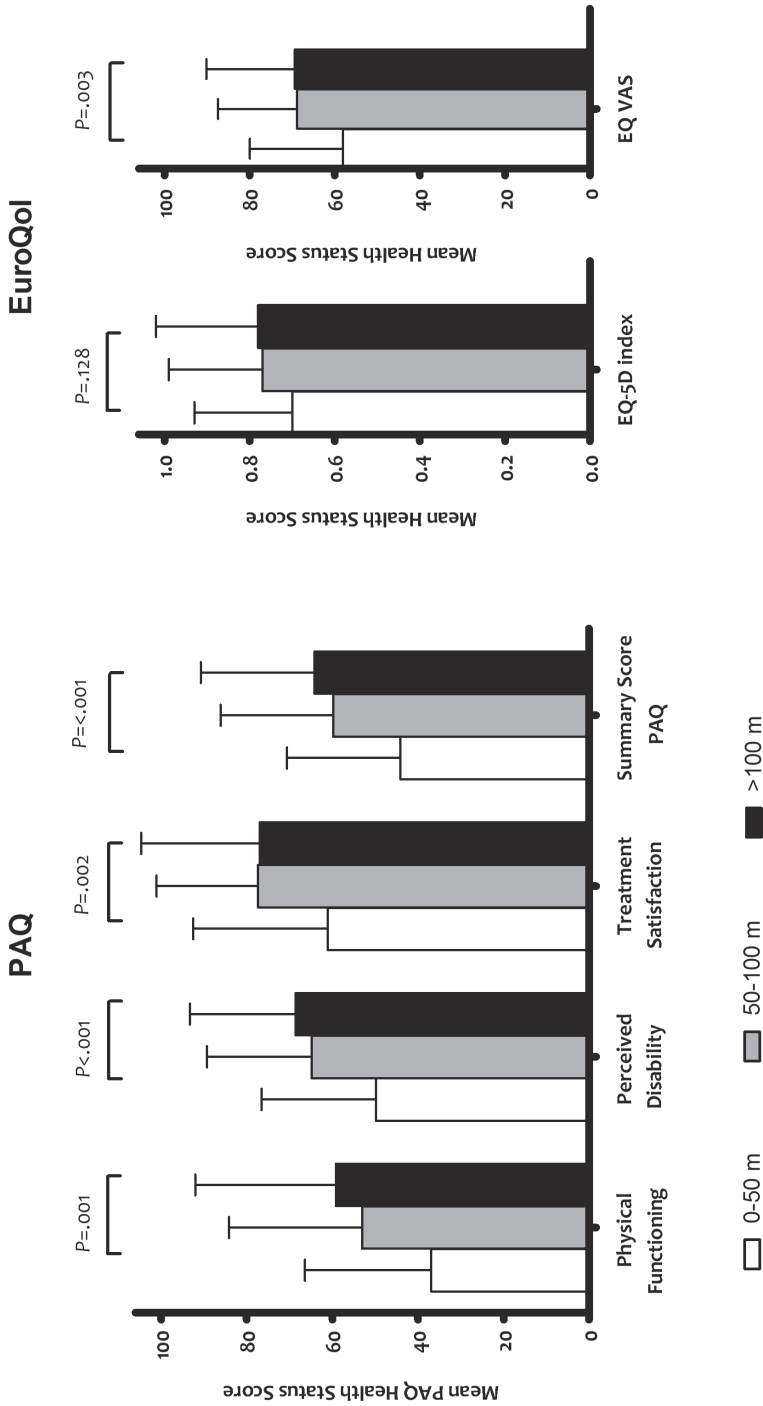 PAQ
P=.001
P<.001
P=.002
P=<.001
Mean PAQ Health Status Score
100
80
60
40
20
0
Physical
Functioning
Perceived
Disability
Treatment
Satisfaction
Summary Score
PAQ
EuroQol
P=.128
Mean Health Status Score
1.0
0.8
0.6
0.4
0.2
0.0
EQ-5D index
P=.003
Mean Health Status Score
100
80
60
40
20
0
EQ VAS
0-50 m
50-100 m
>100 m